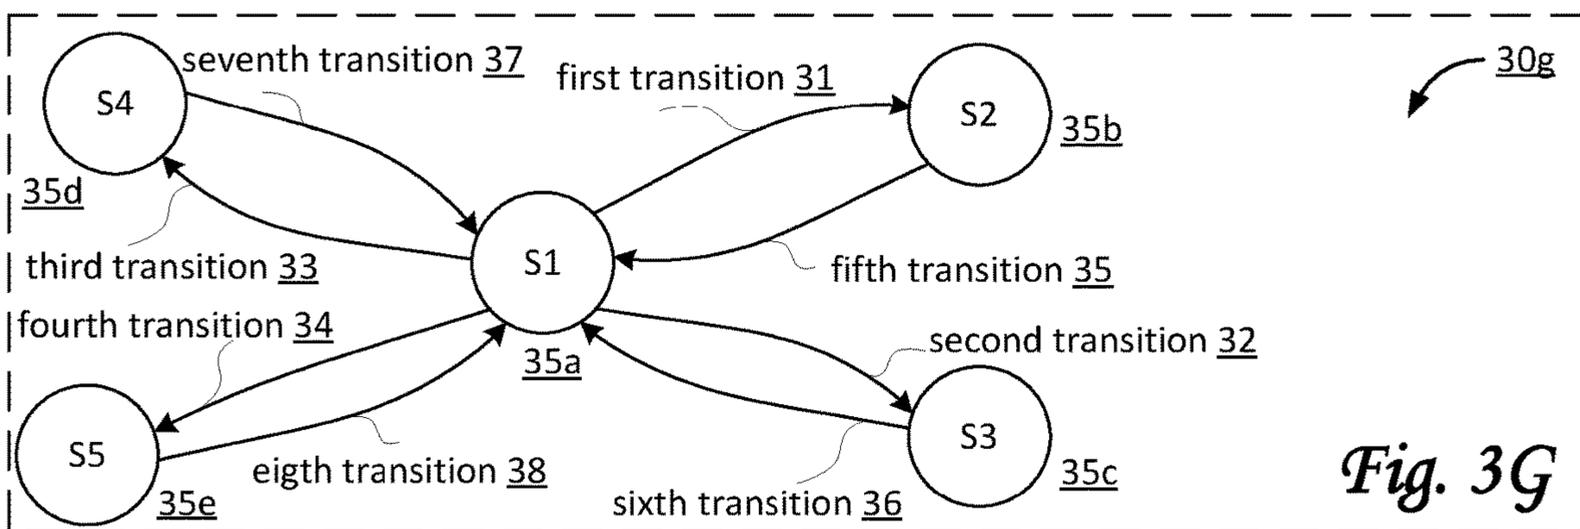 seventh transition 37
first transition 31
30g
S4
S2
35b
35d
S1
third transition 33
fifth transition 35
fourth transition 34
second transition 32
35a
S5
S3
eigth transition 38
35c
Fig. 3G
sixth transition 36
35e